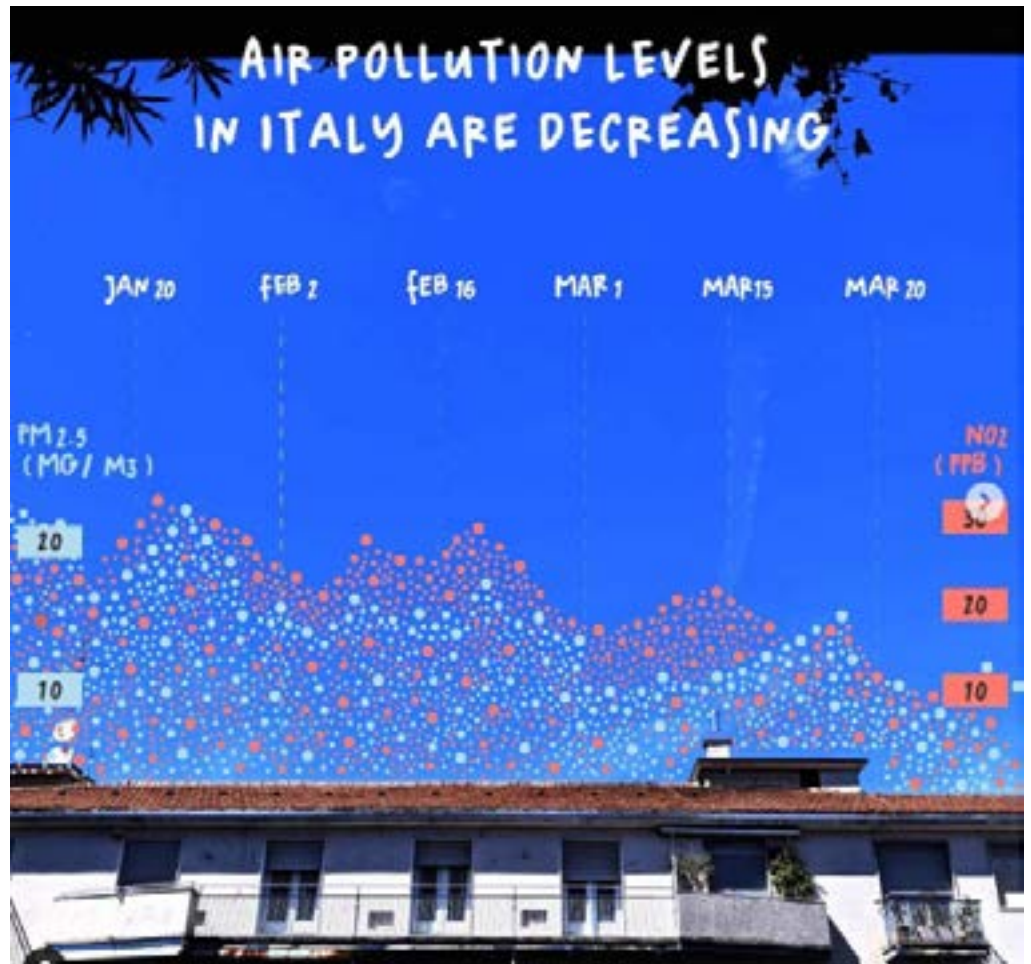 AIR POLLUTION LEVELS
IN ITALY ARE DECREASING
JAN 20 FEB 2 FEB 16 MAR 1 MAR 15 MAR 20
PM 2.5
(MG/ M3)
NO2
(PPB)
20
30
20
10
10